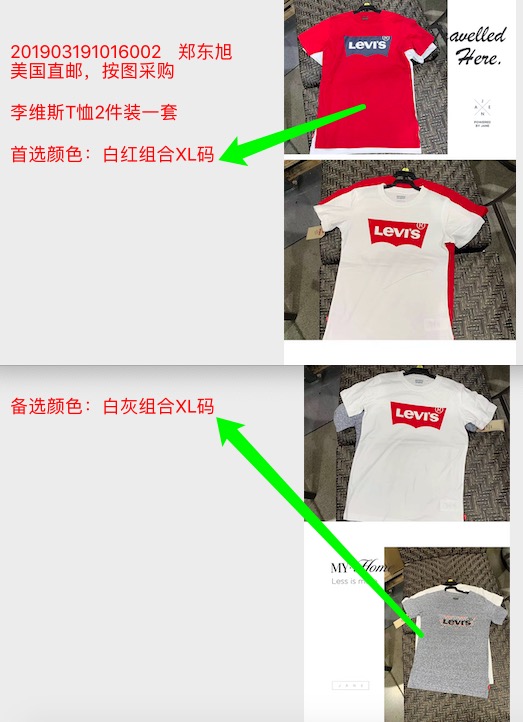 201903191016002 郑东旭
美国直邮，按图采购
李维斯T恤2件装一套
首选颜色：白红组合XL码
avelled
Here.
LEVI'S
LEVI'S
备选颜色：白灰组合XL码
LEVI'S
MY Home
Less is m
LEVI'S